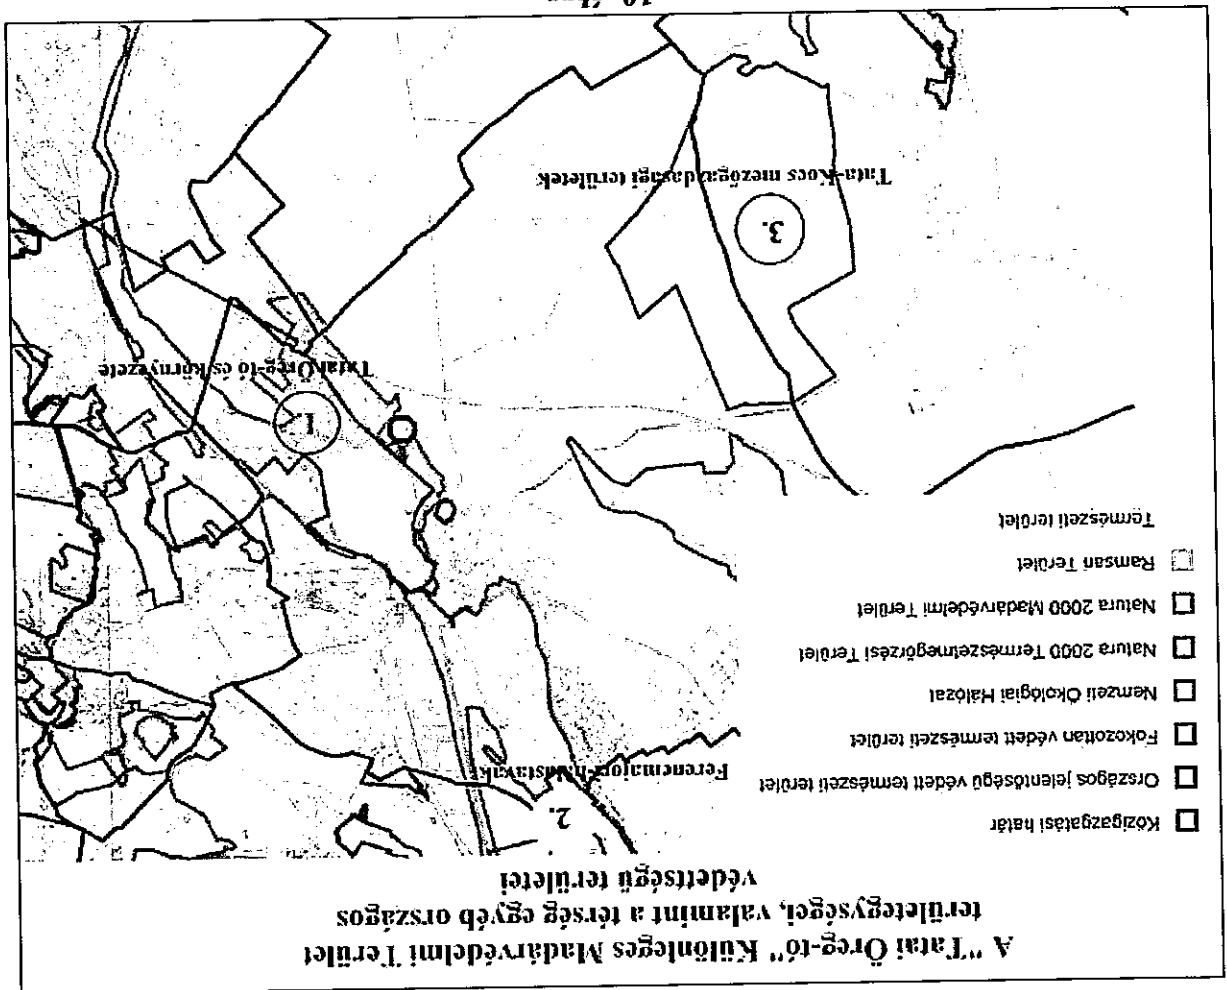 A "Tatai Öreg-tó" Különleges Madárvédelmi Terület
területegységei, valamint a térség egyéb országos
védettségű területei
Közigazgatási határ
Országos jelentőségű védett természeti terület
Fokozottan védett természeti terület
Nemzeti Ökológiai Hálózat
Natura 2000 Természetmegőrzési Terület
Natura 2000 Madárvédelmi Terület
Ramsari Terület
Természeti terület
2.
Ferencmajori-halastavak
1.
Tatai Öreg-tó és környezete
3.
Tata-Kocs mezőgazdasági területek